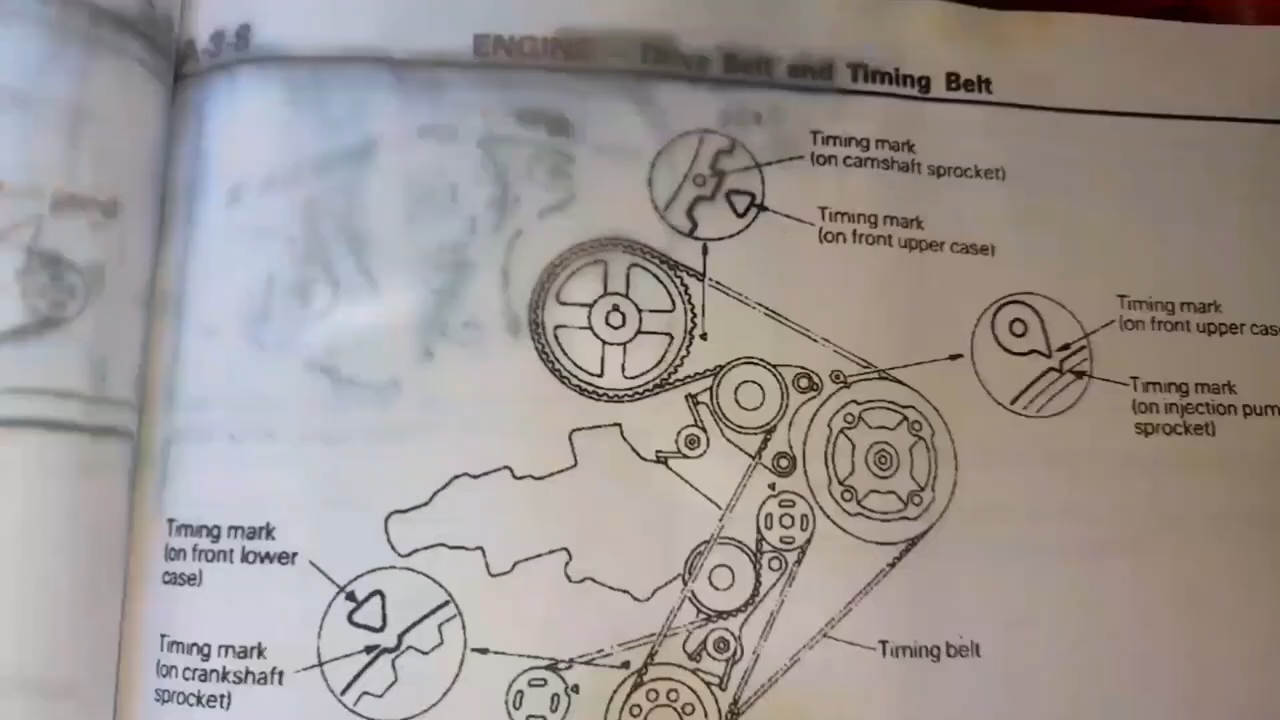 ENGINE - Drive Belt and Timing Belt
Timing mark
(on camshaft sprocket)
Timing mark
(on front upper case)
Timing mark
(on front upper cas
Timing mark
(on injection pum
sprocket)
Timing mark
(on front lower
case)
Timing mark
(on crankshaft
sprocket)
Timing belt